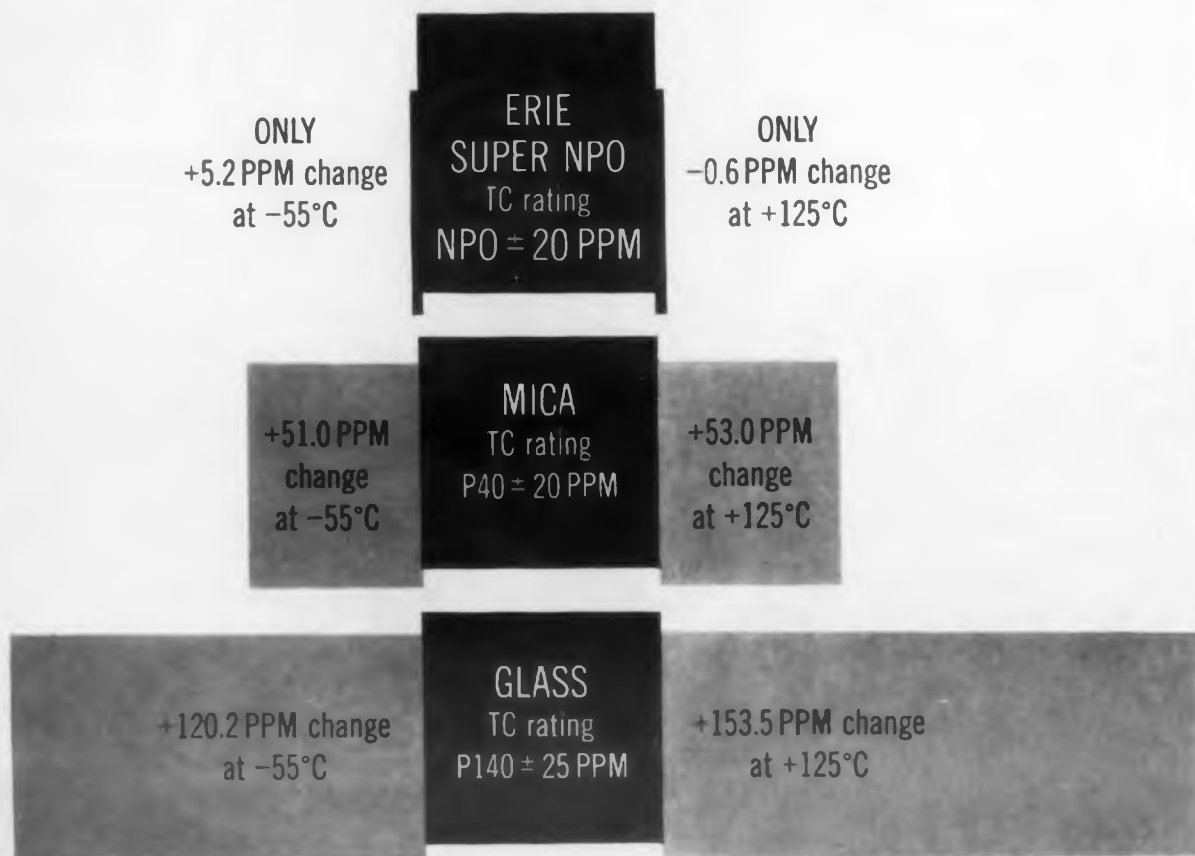 ONLY
+5.2 PPM change
at −55°C
ERIE
SUPER NPO
TC rating
NPO ± 20 PPM
ONLY
−0.6 PPM change
at +125°C
+51.0 PPM
change
at −55°C
MICA
TC rating
P40 ± 20 PPM
+53.0 PPM
change
at +125°C
+120.2 PPM change
at −55°C
GLASS
TC rating
P140 ± 25 PPM
+153.5 PPM change
at +125°C